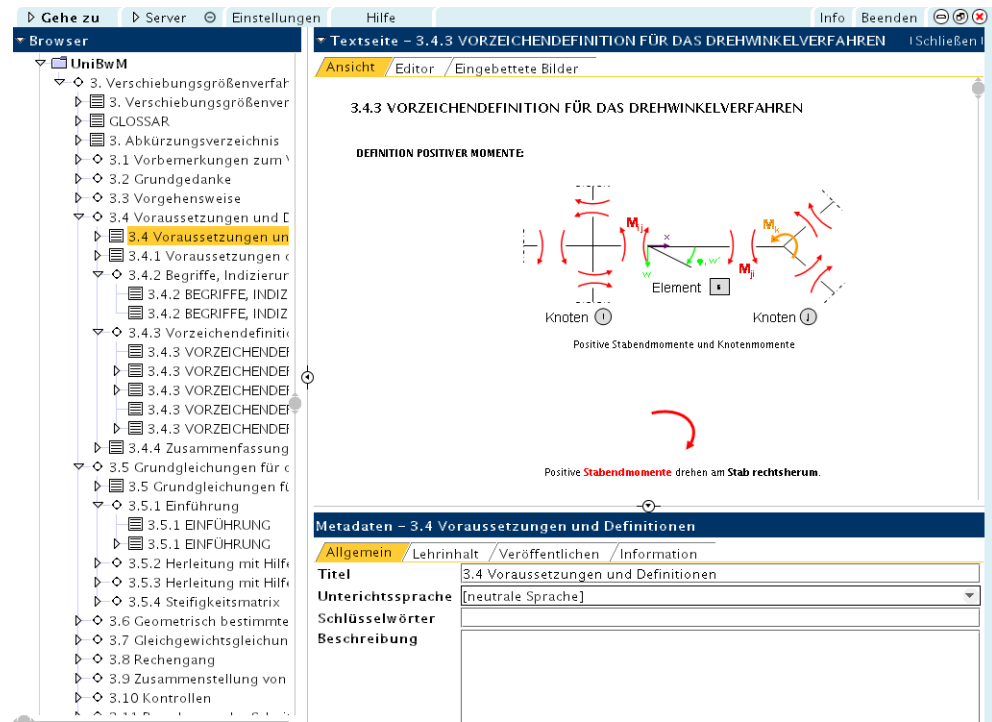 Gehe zu Server Einstellungen Hilfe Info Beenden
Browser
UniBwM
3. Verschiebungsgrößenverfah
3. Verschiebungsgrößenver
GLOSSAR
3. Abkürzungsverzeichnis
3.1 Vorbemerkungen zum
3.2 Grundgedanke
3.3 Vorgehensweise
3.4 Voraussetzungen und D
3.4 Voraussetzungen un
3.4.1 Voraussetzungen
3.4.2 Begriffe, Indizierur
3.4.2 BEGRIFFE, INDIZ
3.4.2 BEGRIFFE, INDIZ
3.4.3 Vorzeichendefinitio
3.4.3 VORZEICHENDEF
3.4.3 VORZEICHENDEF
3.4.3 VORZEICHENDEF
3.4.3 VORZEICHENDEF
3.4.3 VORZEICHENDEF
3.4.4 Zusammenfassung
3.5 Grundgleichungen für
3.5 Grundgleichungen fü
3.5.1 Einführung
3.5.1 EINFÜHRUNG
3.5.1 EINFÜHRUNG
3.5.2 Herleitung mit Hilfe
3.5.3 Herleitung mit Hilfe
3.5.4 Steifigkeitsmatrix
3.6 Geometrisch bestimmte
3.7 Gleichgewichtsgleichun
3.8 Rechengang
3.9 Zusammenstellung von
3.10 Kontrollen
Textseite – 3.4.3 VORZEICHENDEFINITION FÜR DAS DREHWINKELVERFAHREN Schließen
Ansicht Editor Eingebettete Bilder
3.4.3 VORZEICHENDEFINITION FÜR DAS DREHWINKELVERFAHREN
DEFINITION POSITIVER MOMENTE:
Mij Mk
x
w φ, w' Mji
Element s
Knoten i Knoten j
Positive Stabendmomente und Knotenmomente
Positive Stabendmomente drehen am Stab rechtsherum.
Metadaten – 3.4 Voraussetzungen und Definitionen
Allgemein Lehrinhalt Veröffentlichen Information
Titel 3.4 Voraussetzungen und Definitionen
Unterichtssprache [neutrale Sprache]
Schlüsselwörter
Beschreibung